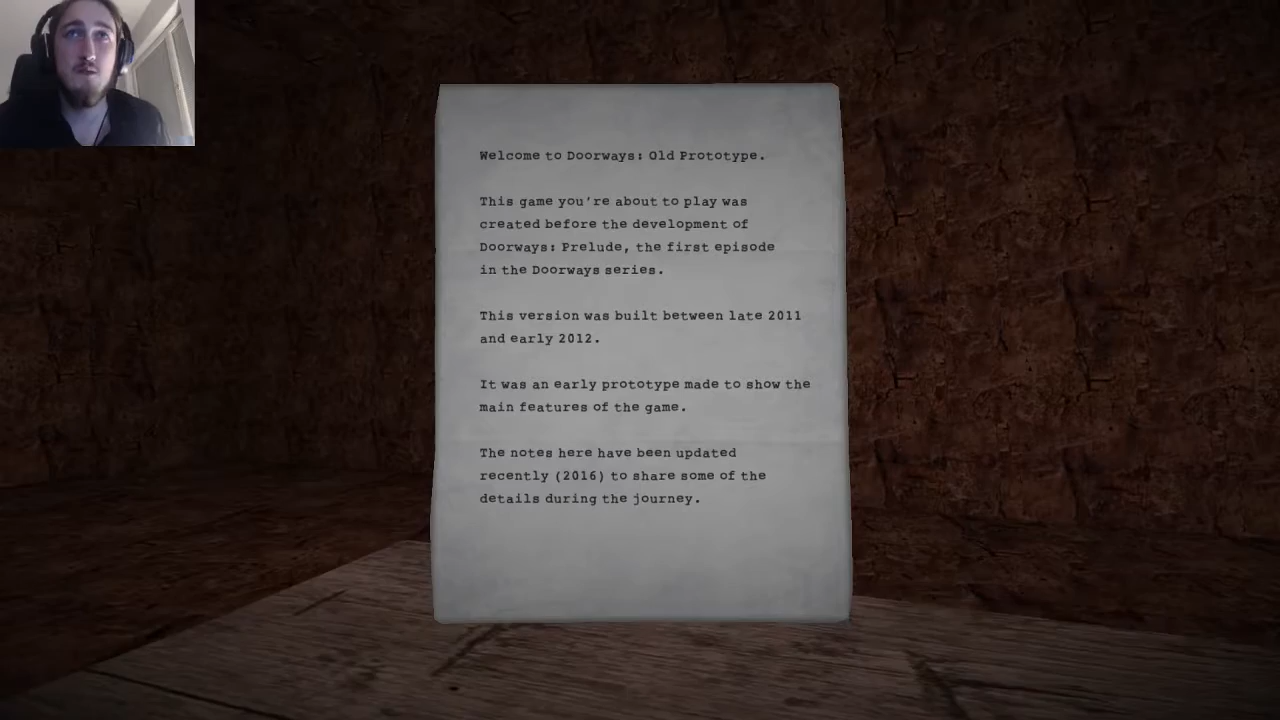 Welcome to Doorways: Old Prototype.
This game you're about to play was
created before the development of
Doorways: Prelude, the first episode
in the Doorways series.
This version was built between late 2011
and early 2012.
It was an early prototype made to show the
main features of the game.
The notes here have been updated
recently (2016) to share some of the
details during the journey.